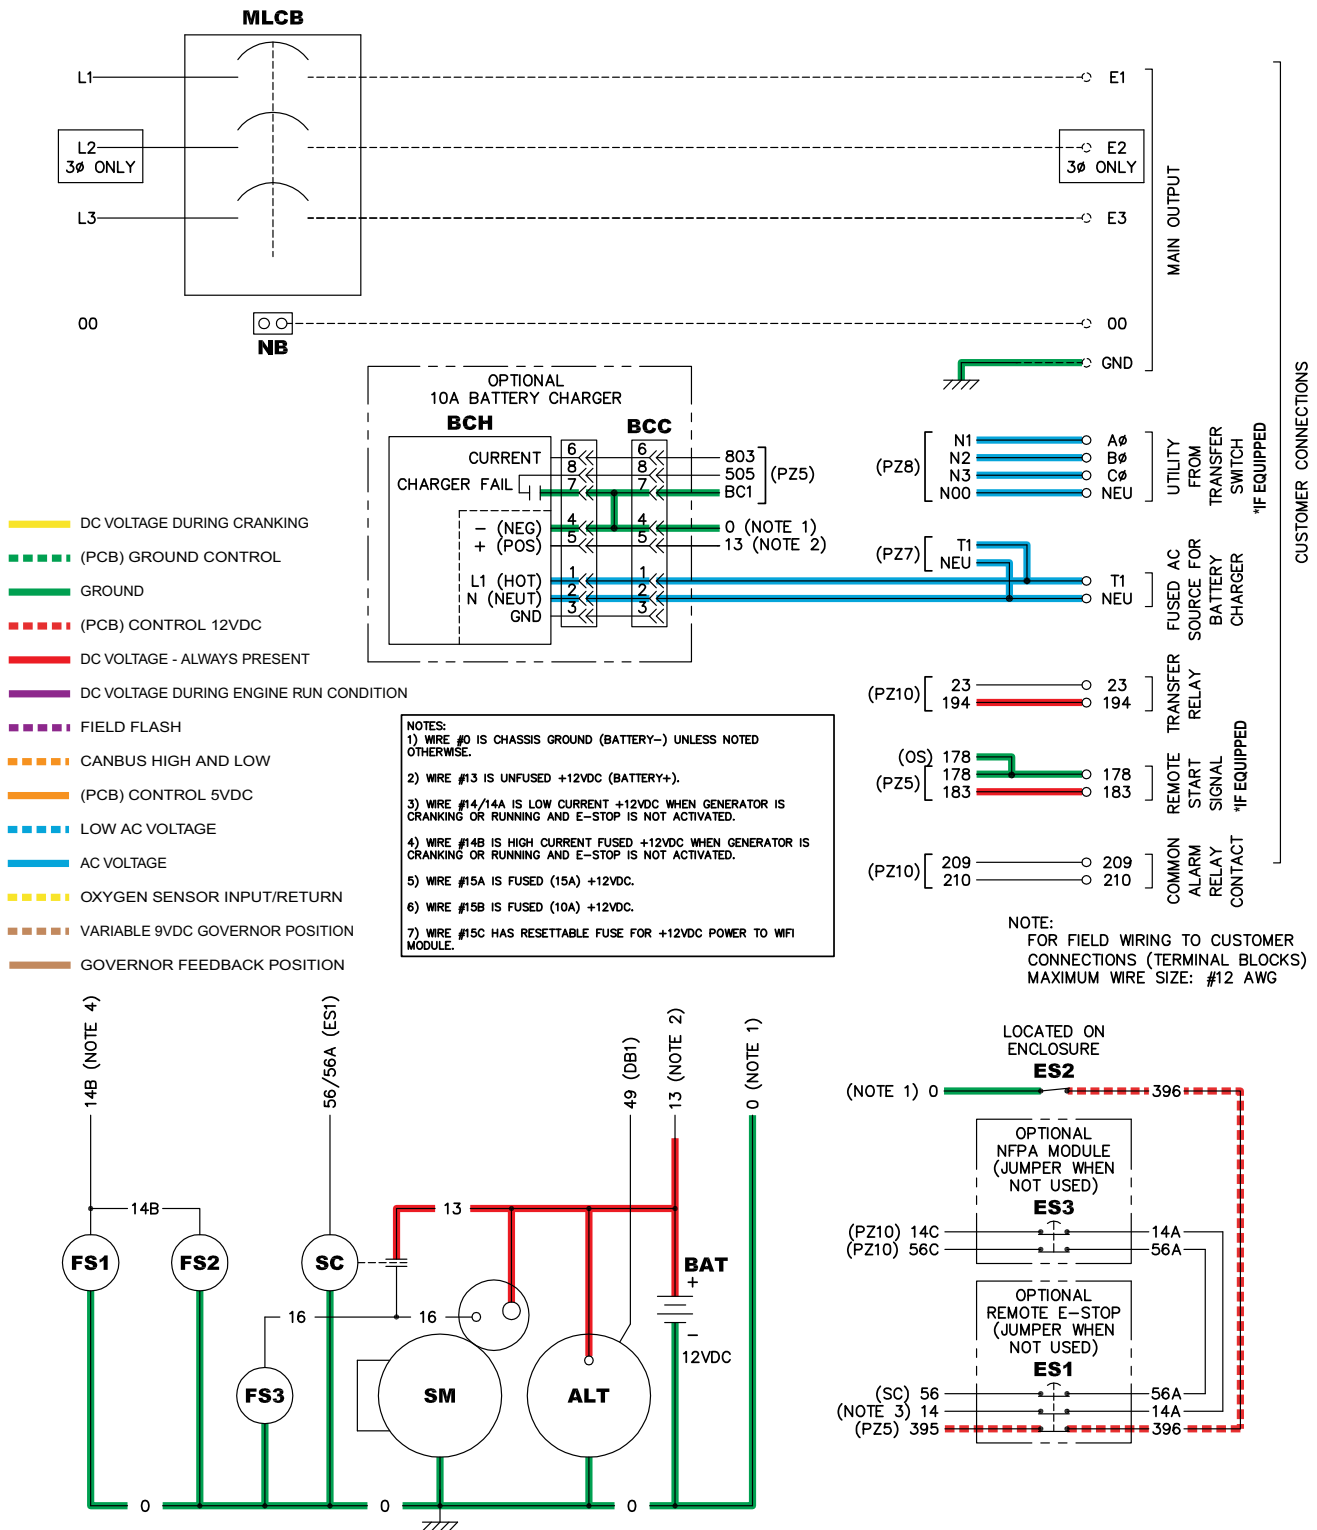 MLCB
L1
E1
L2
3ø ONLY
E2
3ø ONLY
L3
E3
MAIN OUTPUT
00
NB
00
GND
CUSTOMER CONNECTIONS
OPTIONAL
10A BATTERY CHARGER
BCH
BCC
CURRENT
6
6
803
8
8
505
(PZ5)
CHARGER FAIL
7
7
BC1
- (NEG)
4
4
0 (NOTE 1)
+ (POS)
5
5
13 (NOTE 2)
L1 (HOT)
1
1
N (NEUT)
2
2
GND
3
3
(PZ8)
N1
AØ
N2
BØ
N3
CØ
N00
NEU
UTILITY
FROM
TRANSFER
SWITCH
*IF EQUIPPED
(PZ7)
T1
NEU
T1
NEU
FUSED AC
SOURCE FOR
BATTERY
CHARGER
(PZ10)
23
23
194
194
TRANSFER
RELAY
(OS) 178
(PZ5)
178
178
183
183
REMOTE
START
SIGNAL
*IF EQUIPPED
(PZ10)
209
209
210
210
COMMON
ALARM
RELAY
CONTACT
DC VOLTAGE DURING CRANKING
(PCB) GROUND CONTROL
GROUND
(PCB) CONTROL 12VDC
DC VOLTAGE - ALWAYS PRESENT
DC VOLTAGE DURING ENGINE RUN CONDITION
FIELD FLASH
CANBUS HIGH AND LOW
(PCB) CONTROL 5VDC
LOW AC VOLTAGE
AC VOLTAGE
OXYGEN SENSOR INPUT/RETURN
VARIABLE 9VDC GOVERNOR POSITION
GOVERNOR FEEDBACK POSITION
NOTES:
1) WIRE #0 IS CHASSIS GROUND (BATTERY-) UNLESS NOTED
OTHERWISE.
2) WIRE #13 IS UNFUSED +12VDC (BATTERY+).
3) WIRE #14/14A IS LOW CURRENT +12VDC WHEN GENERATOR IS
CRANKING OR RUNNING AND E-STOP IS NOT ACTIVATED.
4) WIRE #14B IS HIGH CURRENT FUSED +12VDC WHEN GENERATOR IS
CRANKING OR RUNNING AND E-STOP IS NOT ACTIVATED.
5) WIRE #15A IS FUSED (15A) +12VDC.
6) WIRE #15B IS FUSED (10A) +12VDC.
7) WIRE #15C HAS RESETTABLE FUSE FOR +12VDC POWER TO WIFI
MODULE.
NOTE:
FOR FIELD WIRING TO CUSTOMER
CONNECTIONS (TERMINAL BLOCKS)
MAXIMUM WIRE SIZE: #12 AWG
14B (NOTE 4)
56/56A (ES1)
49 (DB1)
13 (NOTE 2)
0 (NOTE 1)
14B
13
FS1
FS2
SC
BAT
+
-
12VDC
16
16
FS3
SM
ALT
0
0
0
LOCATED ON
ENCLOSURE
ES2
(NOTE 1) 0
396
OPTIONAL
NFPA MODULE
(JUMPER WHEN
NOT USED)
ES3
(PZ10) 14C
14A
(PZ10) 56C
56A
OPTIONAL
REMOTE E-STOP
(JUMPER WHEN
NOT USED)
ES1
(SC) 56
56A
(NOTE 3) 14
14A
(PZ5) 395
396